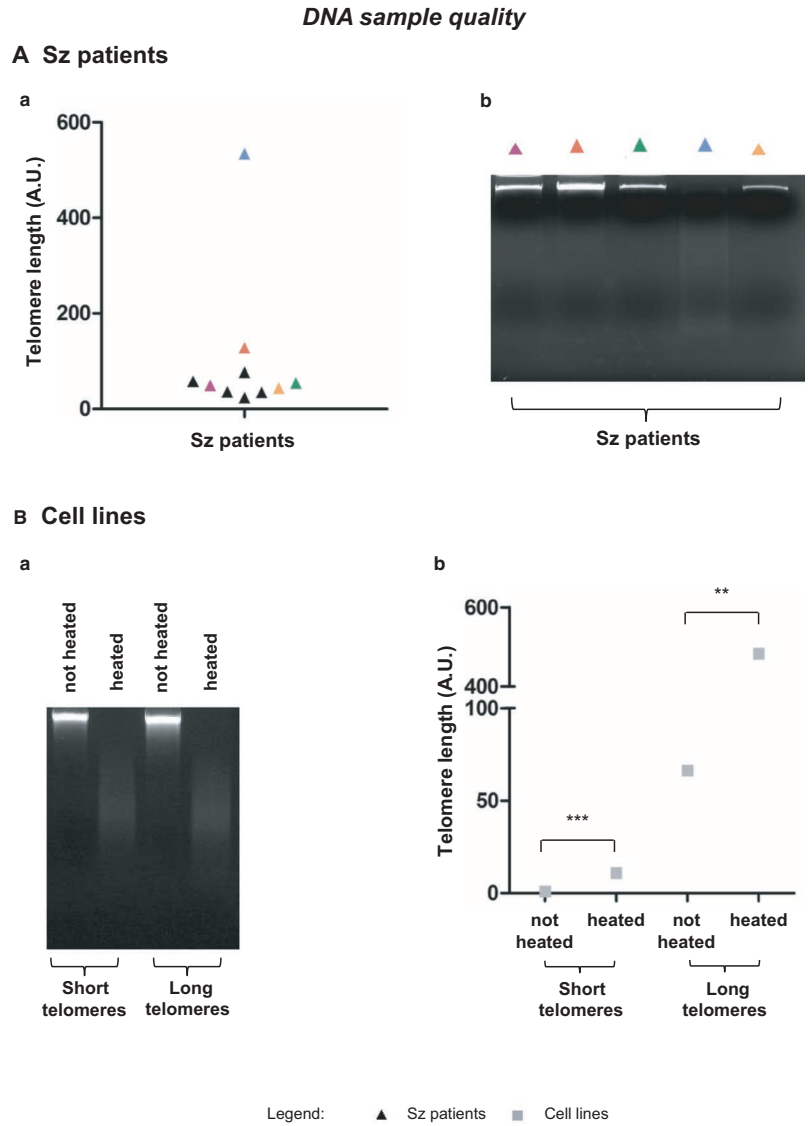 DNA sample quality
A Sz patients
a
b
600
400
200
0
Telomere length (A.U.)
Sz patients
Sz patients
B Cell lines
a
b
not heated
heated
not heated
heated
Short telomeres
Long telomeres
Telomere length (A.U.)
600
400
100
50
0
***
**
not heated
heated
not heated
heated
Short telomeres
Long telomeres
Legend: Sz patients Cell lines